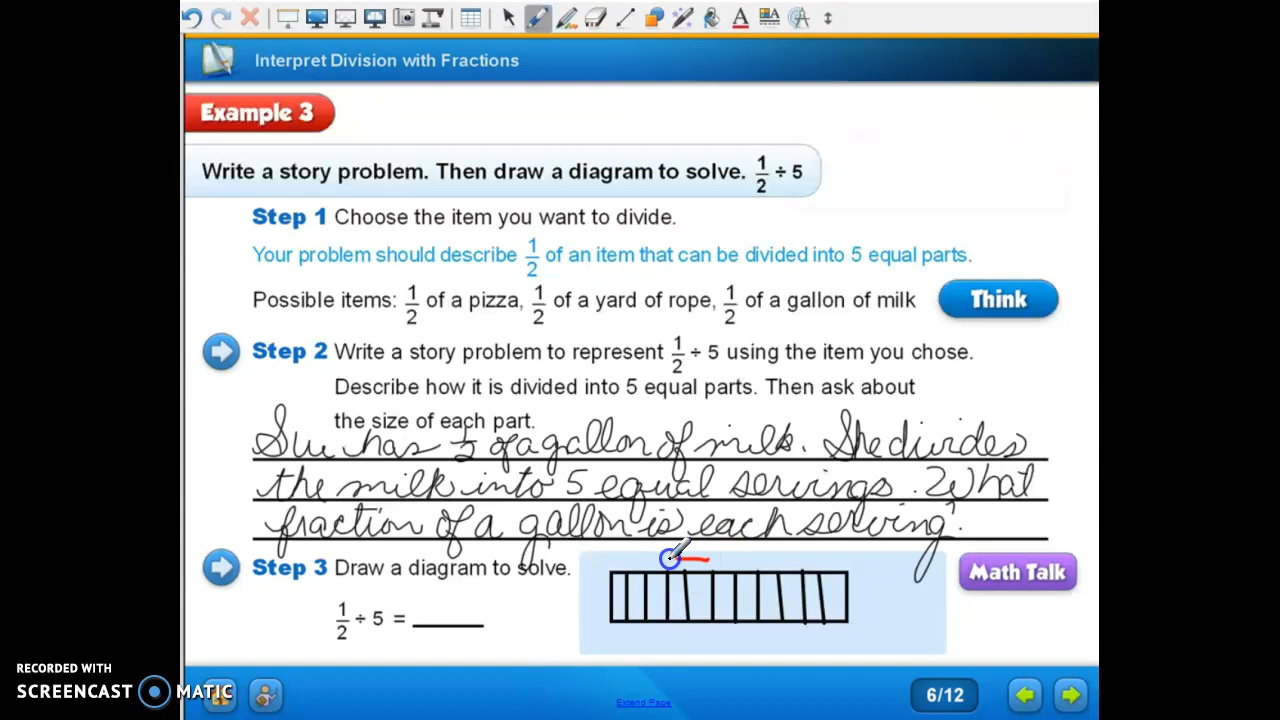 Interpret Division with Fractions
Example 3
Write a story problem. Then draw a diagram to solve. 1/2 ÷ 5
Step 1 Choose the item you want to divide.
Your problem should describe 1/2 of an item that can be divided into 5 equal parts.
Possible items: 1/2 of a pizza, 1/2 of a yard of rope, 1/2 of a gallon of milk
Think
Step 2 Write a story problem to represent 1/2 ÷ 5 using the item you chose.
Describe how it is divided into 5 equal parts. Then ask about
the size of each part.
Sue has 1/2 of a gallon of milk. She divides
the milk into 5 equal servings. What
fraction of a gallon is each serving?
Step 3 Draw a diagram to solve.
Math Talk
1/2 ÷ 5 = ____
RECORDED WITH
SCREENCAST MATIC
6/12
Extend Page